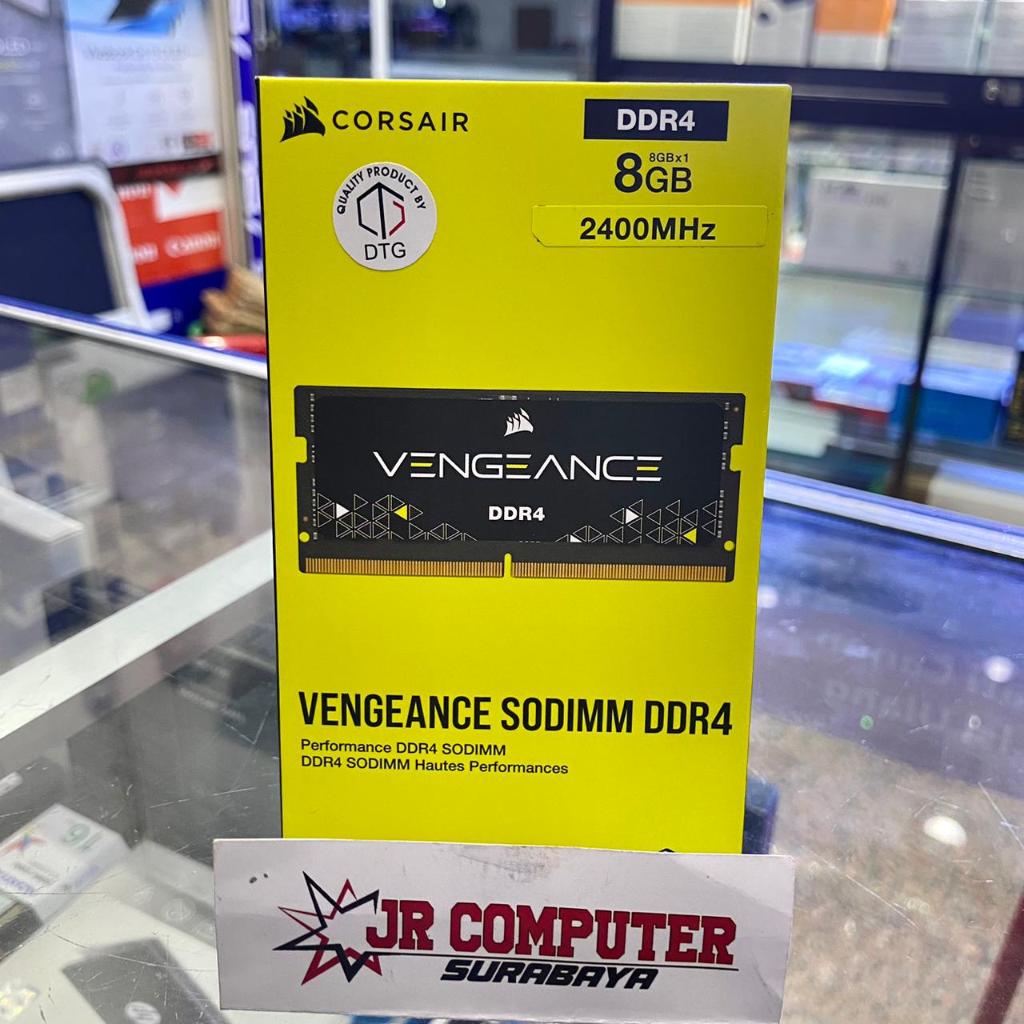 CORSAIR
DDR4
8GBx1
8GB
2400MHz
QUALITY PRODUCT BY
DTG
VENGEANCE
DDR4
VENGEANCE SODIMM DDR4
Performance DDR4 SODIMM
DDR4 SODIMM Hautes Performances
JR COMPUTER
SURABAYA